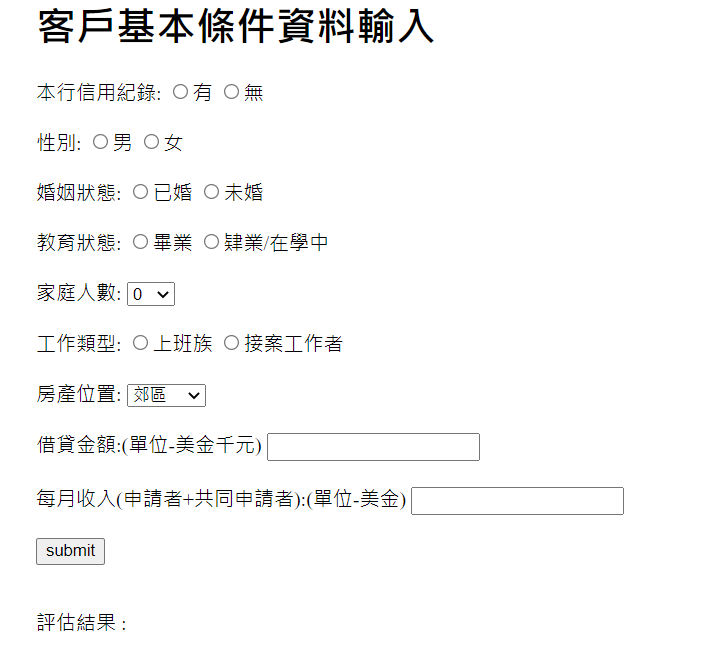 客戶基本條件資料輸入
本行信用紀錄: 有 無
性別: 男 女
婚姻狀態: 已婚 未婚
教育狀態: 畢業 肄業/在學中
家庭人數: 0
工作類型: 上班族 接案工作者
房產位置: 郊區
借貸金額:(單位-美金千元)
每月收入(申請者+共同申請者):(單位-美金)
submit
評估結果 :